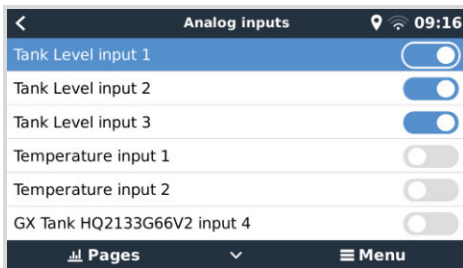 Analog inputs 09:16
Tank Level input 1
Tank Level input 2
Tank Level input 3
Temperature input 1
Temperature input 2
GX Tank HQ2133G66V2 input 4
Pages Menu